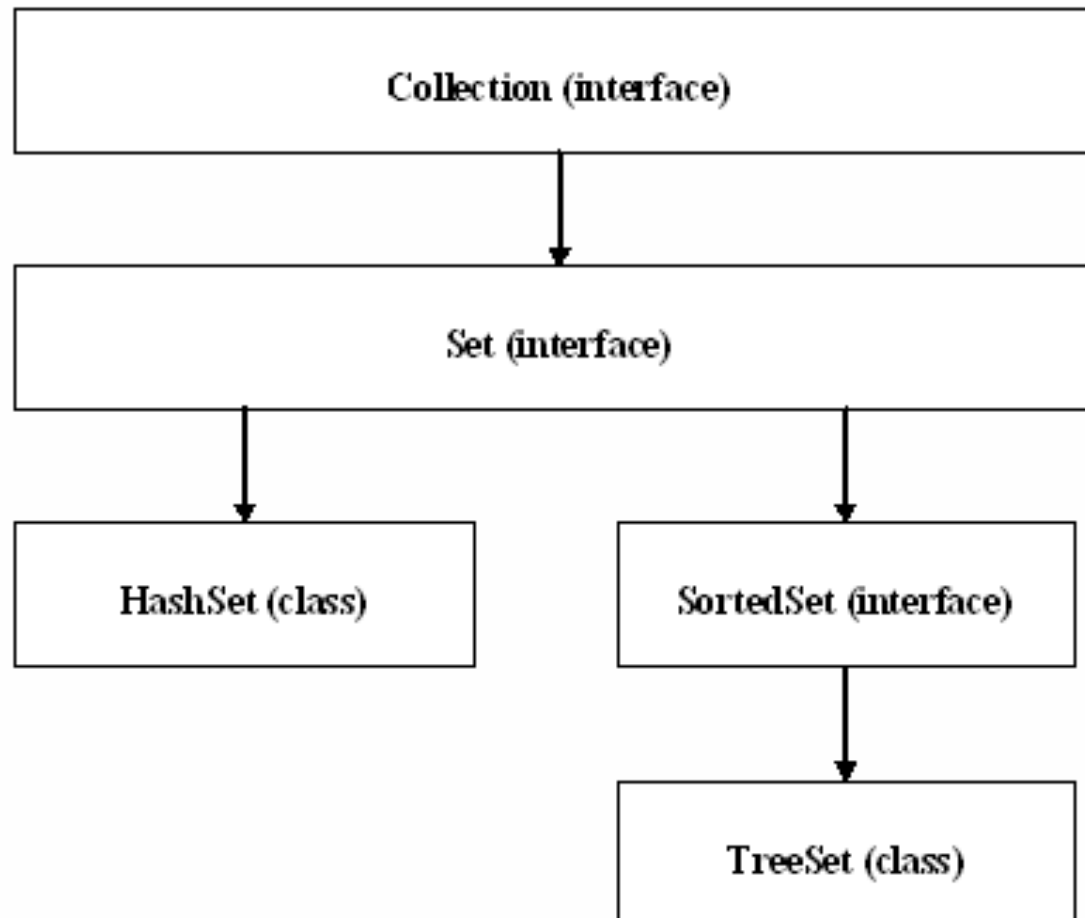 Collection (interface)
Set (interface)
HashSet (class)
SortedSet (interface)
TreeSet (class)